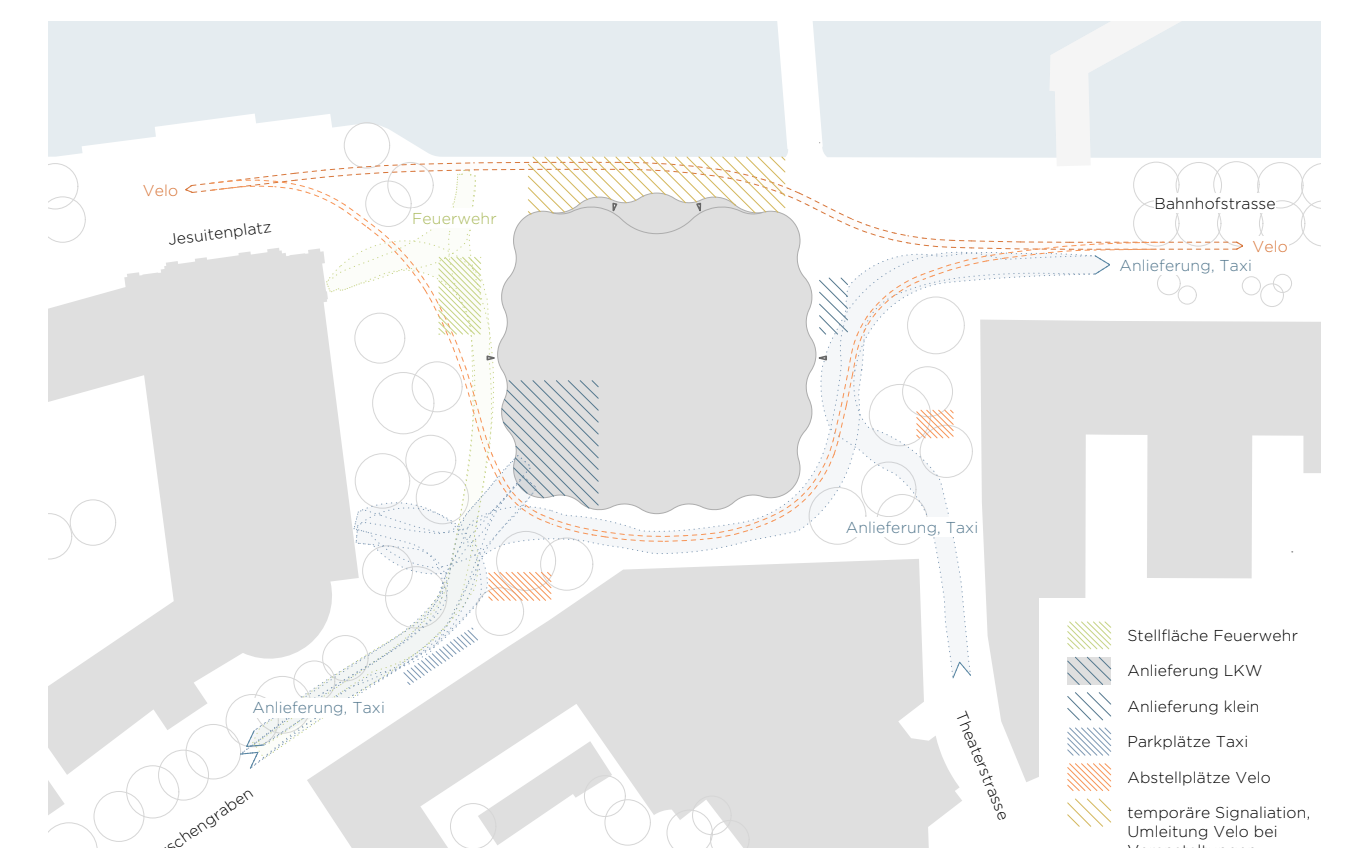 Velo
Feuerwehr
Jesuitenplatz
Bahnhofstrasse
Velo
Anlieferung, Taxi
Anlieferung, Taxi
Anlieferung, Taxi
Theaterstrasse
Stellfläche Feuerwehr
Anlieferung LKW
Anlieferung klein
Parkplätze Taxi
Abstellplätze Velo
temporäre Signaliation,
Umleitung Velo bei